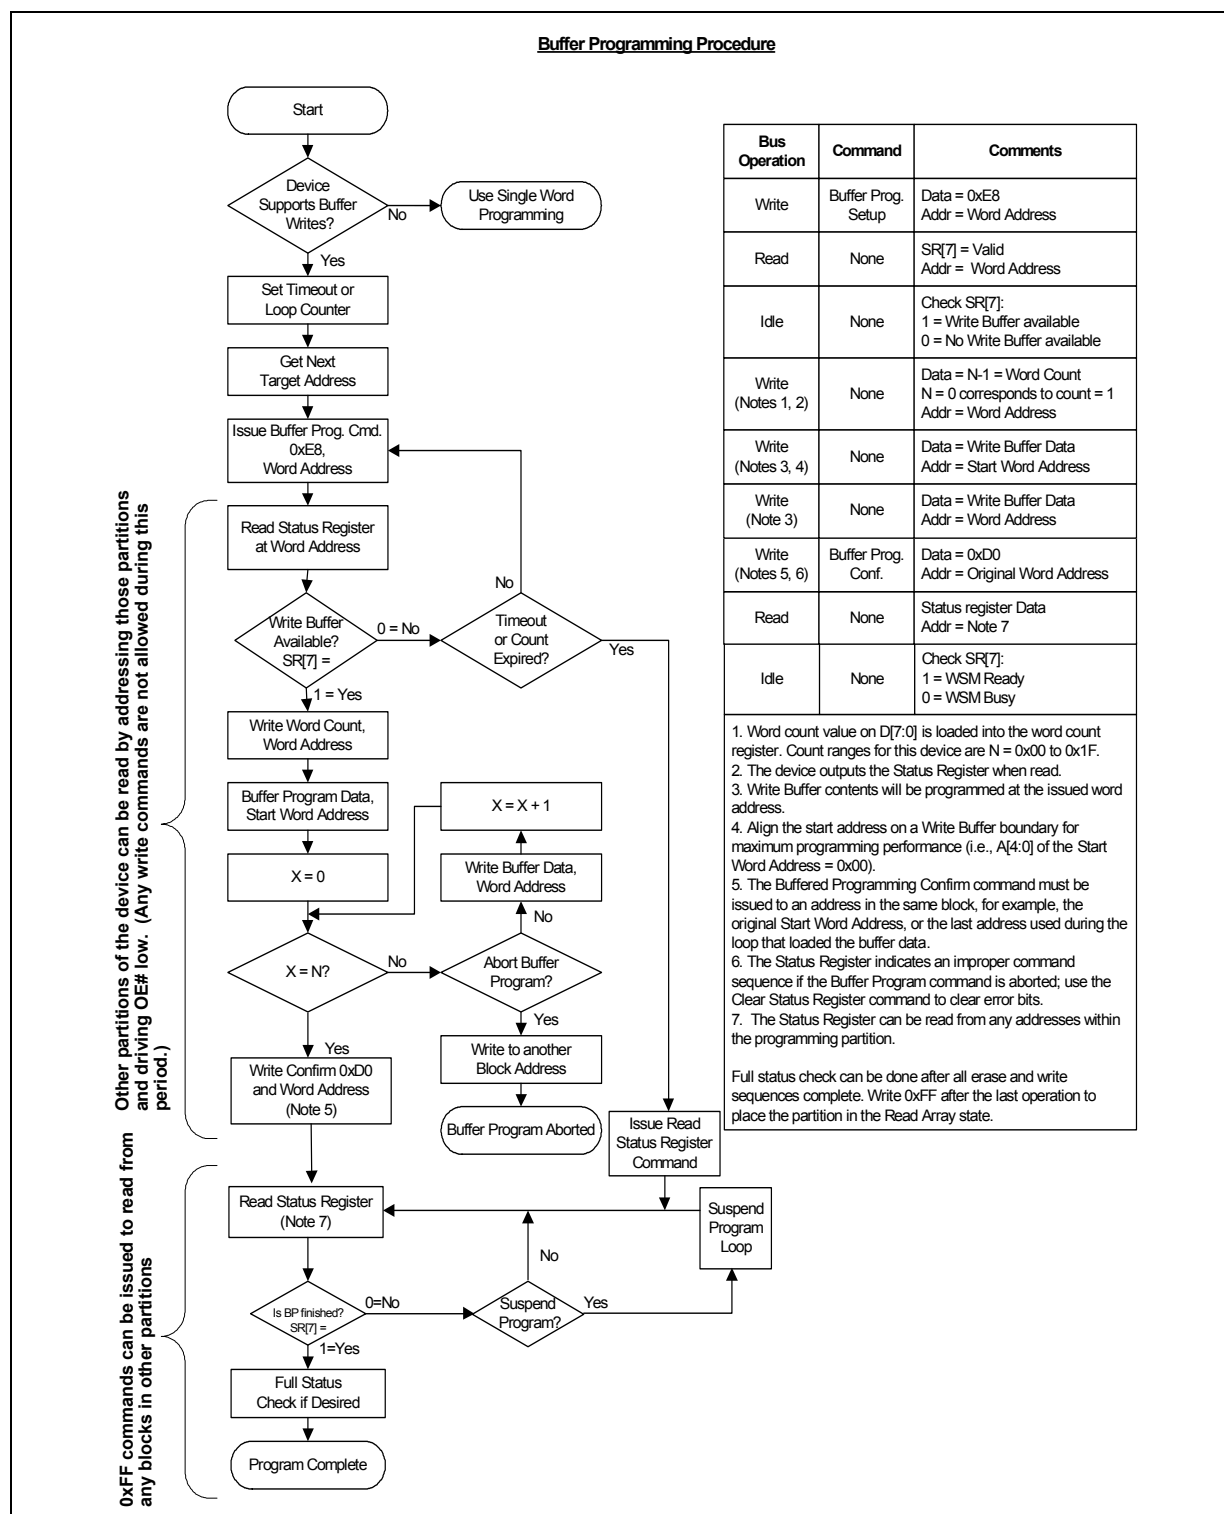 Buffer Programming Procedure
Start
Device
Supports Buffer
Writes?
No
Use Single Word
Programming
Yes
Set Timeout or
Loop Counter
Get Next
Target Address
Issue Buffer Prog. Cmd.
0xE8,
Word Address
Read Status Register
at Word Address
No
Write Buffer
Available?
SR[7] =
0 = No
Timeout
or Count
Expired?
Yes
1 = Yes
Write Word Count,
Word Address
Buffer Program Data,
Start Word Address
X = X + 1
X = 0
Write Buffer Data,
Word Address
No
X = N?
No
Abort Buffer
Program?
Yes
Yes
Write Confirm 0xD0
and Word Address
(Note 5)
Write to another
Block Address
Buffer Program Aborted
Issue Read
Status Register
Command
Read Status Register
(Note 7)
Suspend
Program
Loop
No
Is BP finished?
SR[7] =
0=No
Suspend
Program?
Yes
1=Yes
Full Status
Check if Desired
Program Complete
Other partitions of the device can be read by addressing those partitions
and driving OE# low. (Any write commands are not allowed during this
period.)
0xFF commands can be issued to read from
any blocks in other partitions
Bus
Operation
Command
Comments
Write
Buffer Prog.
Setup
Data = 0xE8
Addr = Word Address
Read
None
SR[7] = Valid
Addr = Word Address
Idle
None
Check SR[7]:
1 = Write Buffer available
0 = No Write Buffer available
Write
(Notes 1, 2)
None
Data = N-1 = Word Count
N = 0 corresponds to count = 1
Addr = Word Address
Write
(Notes 3, 4)
None
Data = Write Buffer Data
Addr = Start Word Address
Write
(Note 3)
None
Data = Write Buffer Data
Addr = Word Address
Write
(Notes 5, 6)
Buffer Prog.
Conf.
Data = 0xD0
Addr = Original Word Address
Read
None
Status register Data
Addr = Note 7
Idle
None
Check SR[7]:
1 = WSM Ready
0 = WSM Busy
1. Word count value on D[7:0] is loaded into the word count
register. Count ranges for this device are N = 0x00 to 0x1F.
2. The device outputs the Status Register when read.
3. Write Buffer contents will be programmed at the issued word
address.
4. Align the start address on a Write Buffer boundary for
maximum programming performance (i.e., A[4:0] of the Start
Word Address = 0x00).
5. The Buffered Programming Confirm command must be
issued to an address in the same block, for example, the
original Start Word Address, or the last address used during the
loop that loaded the buffer data.
6. The Status Register indicates an improper command
sequence if the Buffer Program command is aborted; use the
Clear Status Register command to clear error bits.
7. The Status Register can be read from any addresses within
the programming partition.
Full status check can be done after all erase and write
sequences complete. Write 0xFF after the last operation to
place the partition in the Read Array state.